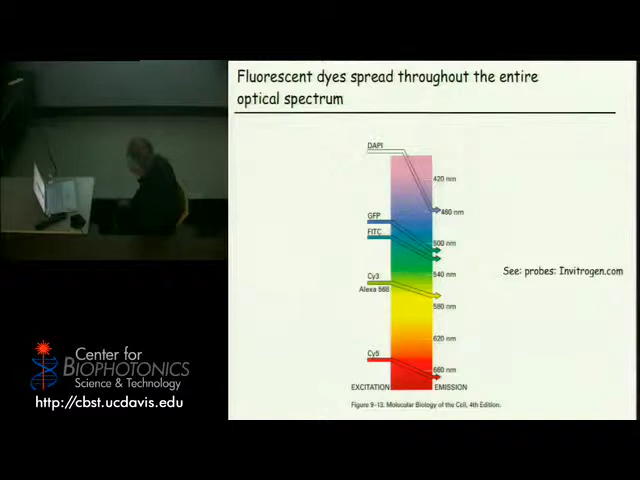 Fluorescent dyes spread throughout the entire
optical spectrum
DAPI
420 nm
460 nm
GFP
FITC
500 nm
Cy3
540 nm
Alexa 568
580 nm
620 nm
Cy5
660 nm
EXCITATION
EMISSION
See: probes: Invitrogen.com
Figure 9-13. Molecular Biology of the Cell, 4th Edition.
Center for
BIOPHOTONICS
Science & Technology
http://cbst.ucdavis.edu